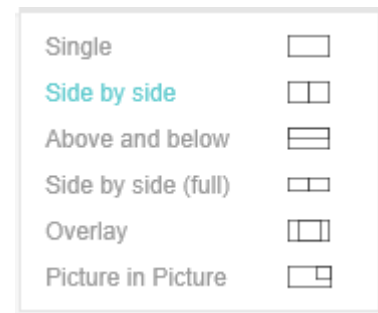 Single
Side by side
Above and below
Side by side (full)
Overlay
Picture in Picture